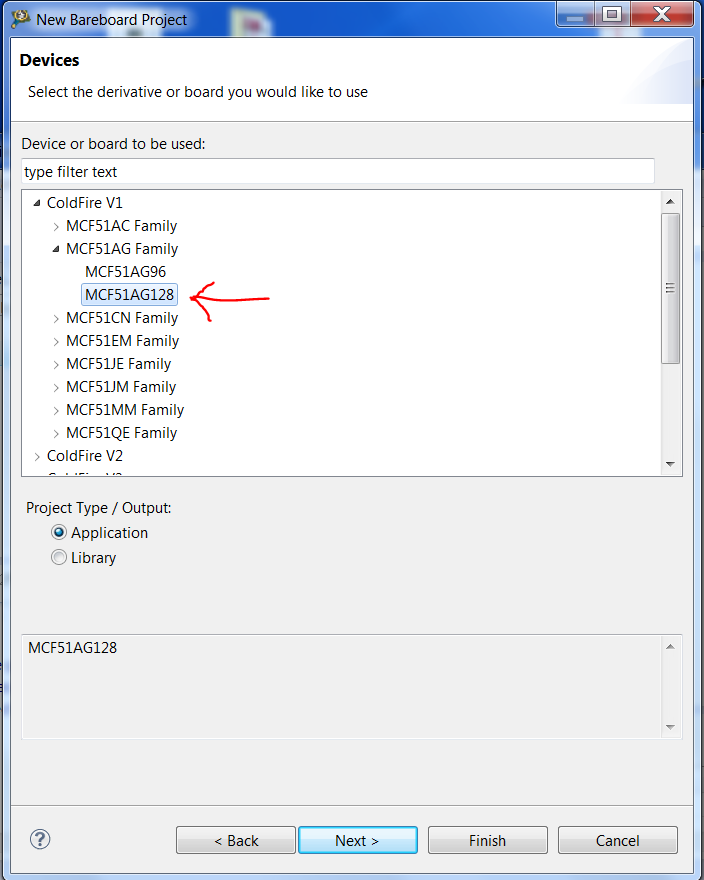 New Bareboard Project
Devices
Select the derivative or board you would like to use
Device or board to be used:
type filter text
ColdFire V1
MCF51AC Family
MCF51AG Family
MCF51AG96
MCF51AG128
MCF51CN Family
MCF51EM Family
MCF51JE Family
MCF51JM Family
MCF51MM Family
MCF51QE Family
ColdFire V2
Project Type / Output:
Application
Library
MCF51AG128
?
< Back
Next >
Finish
Cancel